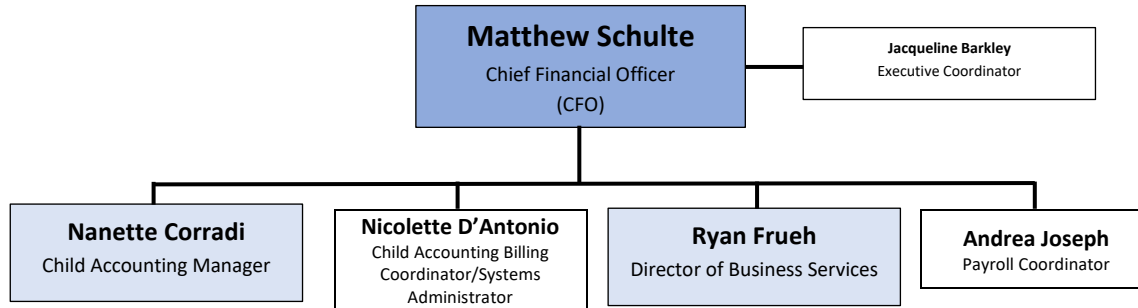 Matthew Schulte
Chief Financial Officer
(CFO)
Jacqueline Barkley
Executive Coordinator
Nanette Corradi
Child Accounting Manager
Nicolette D’Antonio
Child Accounting Billing
Coordinator/Systems
Administrator
Ryan Frueh
Director of Business Services
Andrea Joseph
Payroll Coordinator